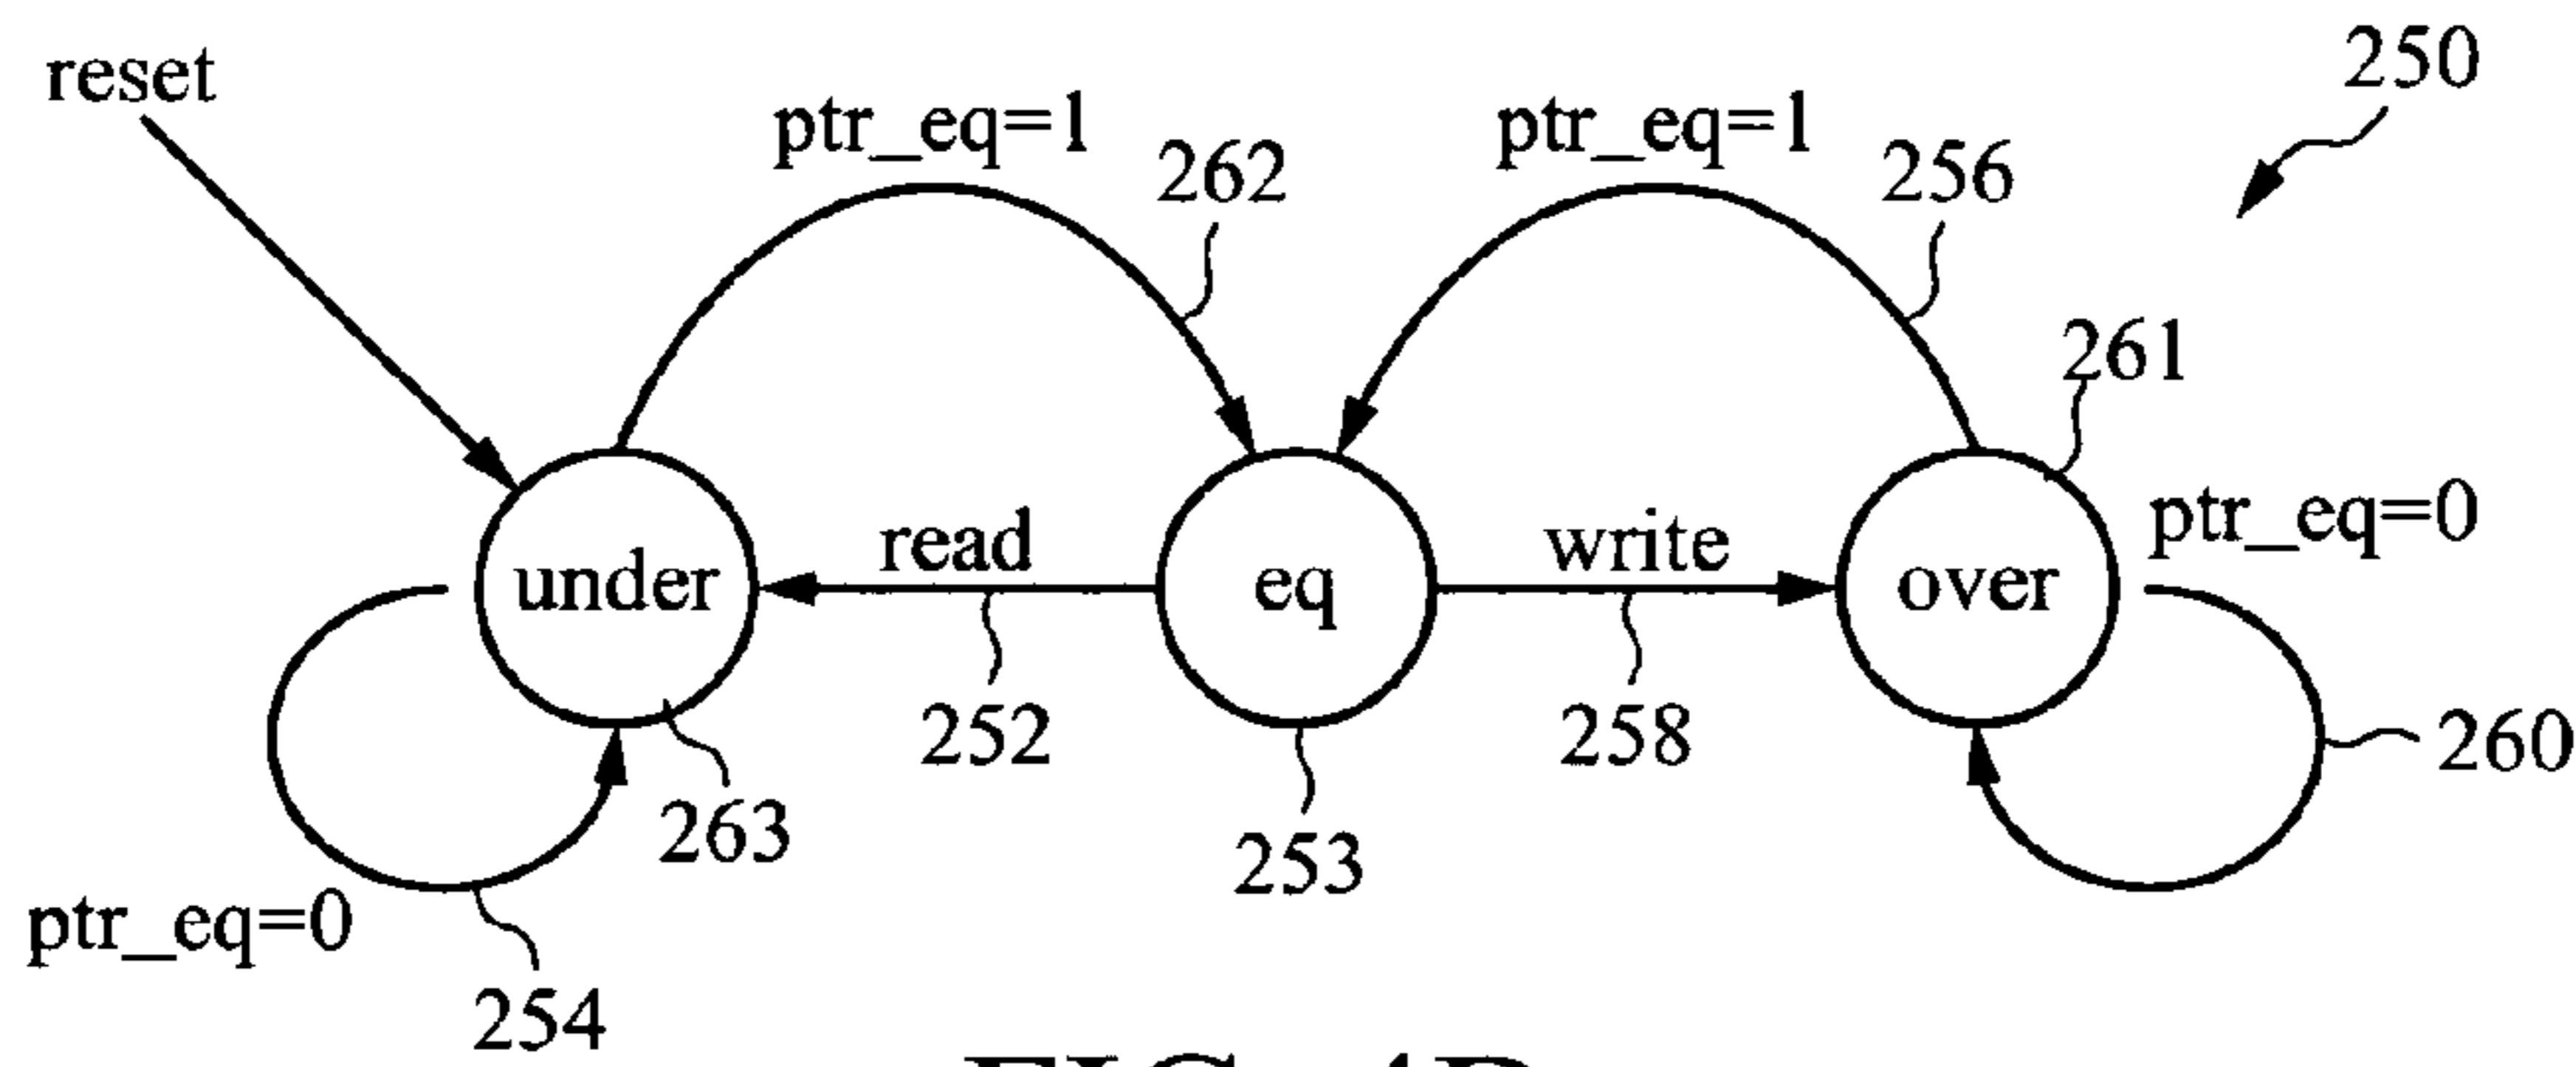 reset
250
ptr_eq=1
262
ptr_eq=1
256
261
ptr_eq=0
under
read
eq
write
over
252
258
260
263
253
ptr_eq=0
254